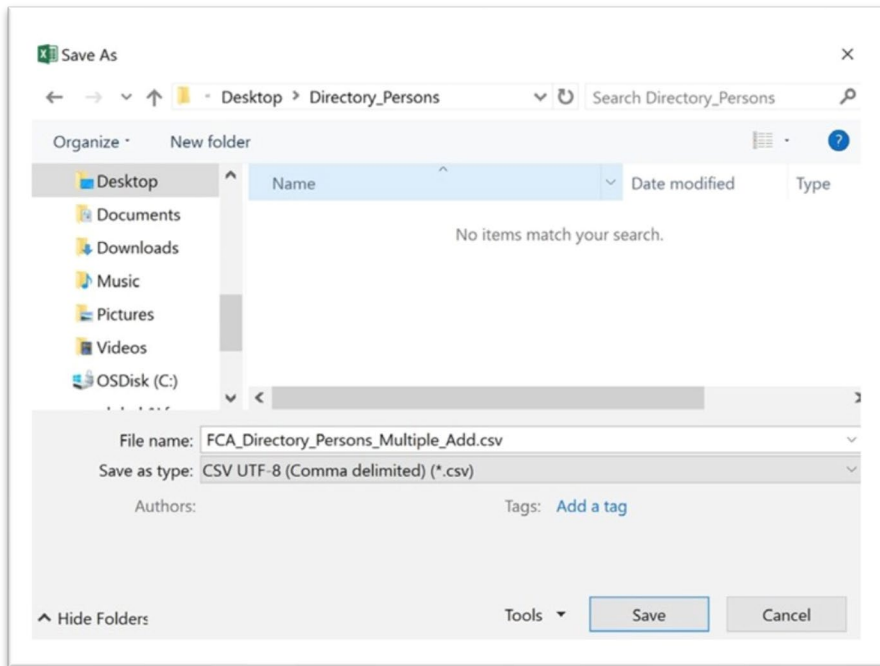 Save As
Desktop > Directory_Persons
Search Directory_Persons
Organize
New folder
Desktop
Name
Date modified
Type
Documents
No items match your search.
Downloads
Music
Pictures
Videos
OSDisk (C:)
File name: FCA_Directory_Persons_Multiple_Add.csv
Save as type: CSV UTF-8 (Comma delimited) (*.csv)
Authors:
Tags: Add a tag
Hide Folders
Tools
Save
Cancel